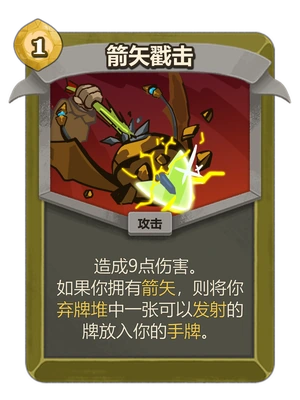 1
箭矢戳击
攻击
造成9点伤害。
如果你拥有箭矢，则将你
弃牌堆中一张可以发射的
牌放入你的手牌。